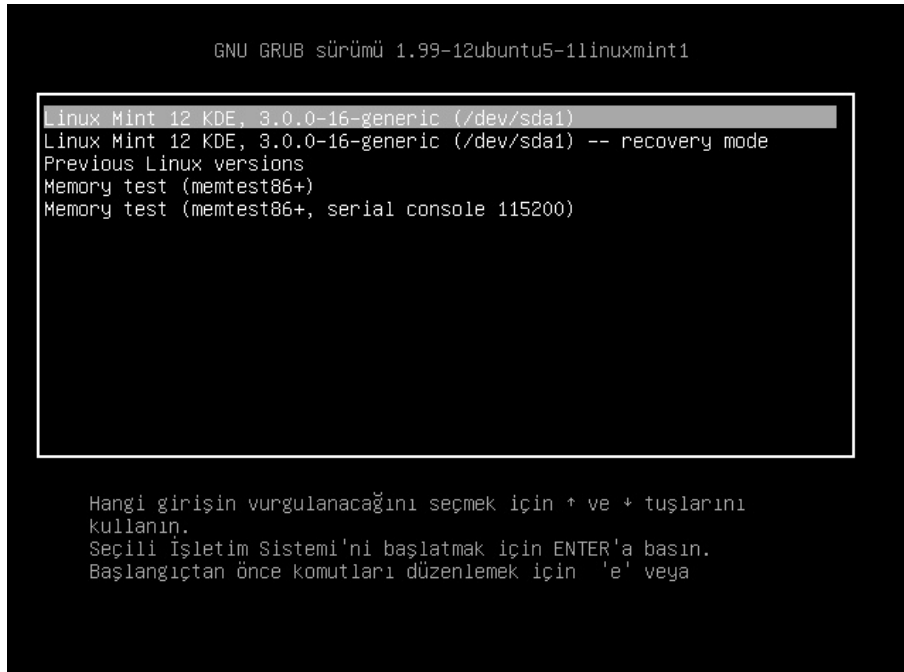 GNU GRUB sürümü 1.99-12ubuntu5-1linuxmint1
Linux Mint 12 KDE, 3.0.0-16-generic (/dev/sda1)
Linux Mint 12 KDE, 3.0.0-16-generic (/dev/sda1) -- recovery mode
Previous Linux versions
Memory test (memtest86+)
Memory test (memtest86+, serial console 115200)
Hangi girişin vurgulanacağını seçmek için ↑ ve ↓ tuşlarını
kullanın.
Seçili İşletim Sistemi'ni başlatmak için ENTER'a basın.
Başlangıçtan önce komutları düzenlemek için  'e' veya